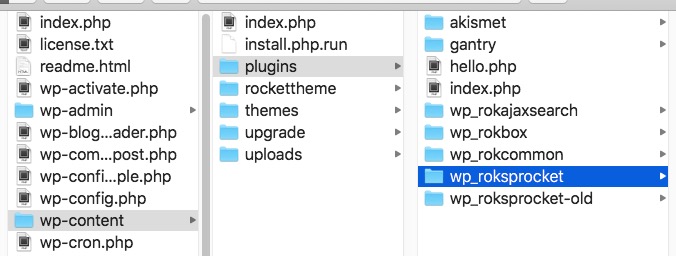 index.php
license.txt
readme.html
wp-activate.php
wp-admin
wp-blog...ader.php
wp-com...post.php
wp-confi...ple.php
wp-config.php
wp-content
wp-cron.php
index.php
install.php.run
plugins
rockettheme
themes
upgrade
uploads
akismet
gantry
hello.php
index.php
wp_rokajaxsearch
wp_rokbox
wp_rokcommon
wp_roksprocket
wp_roksprocket-old